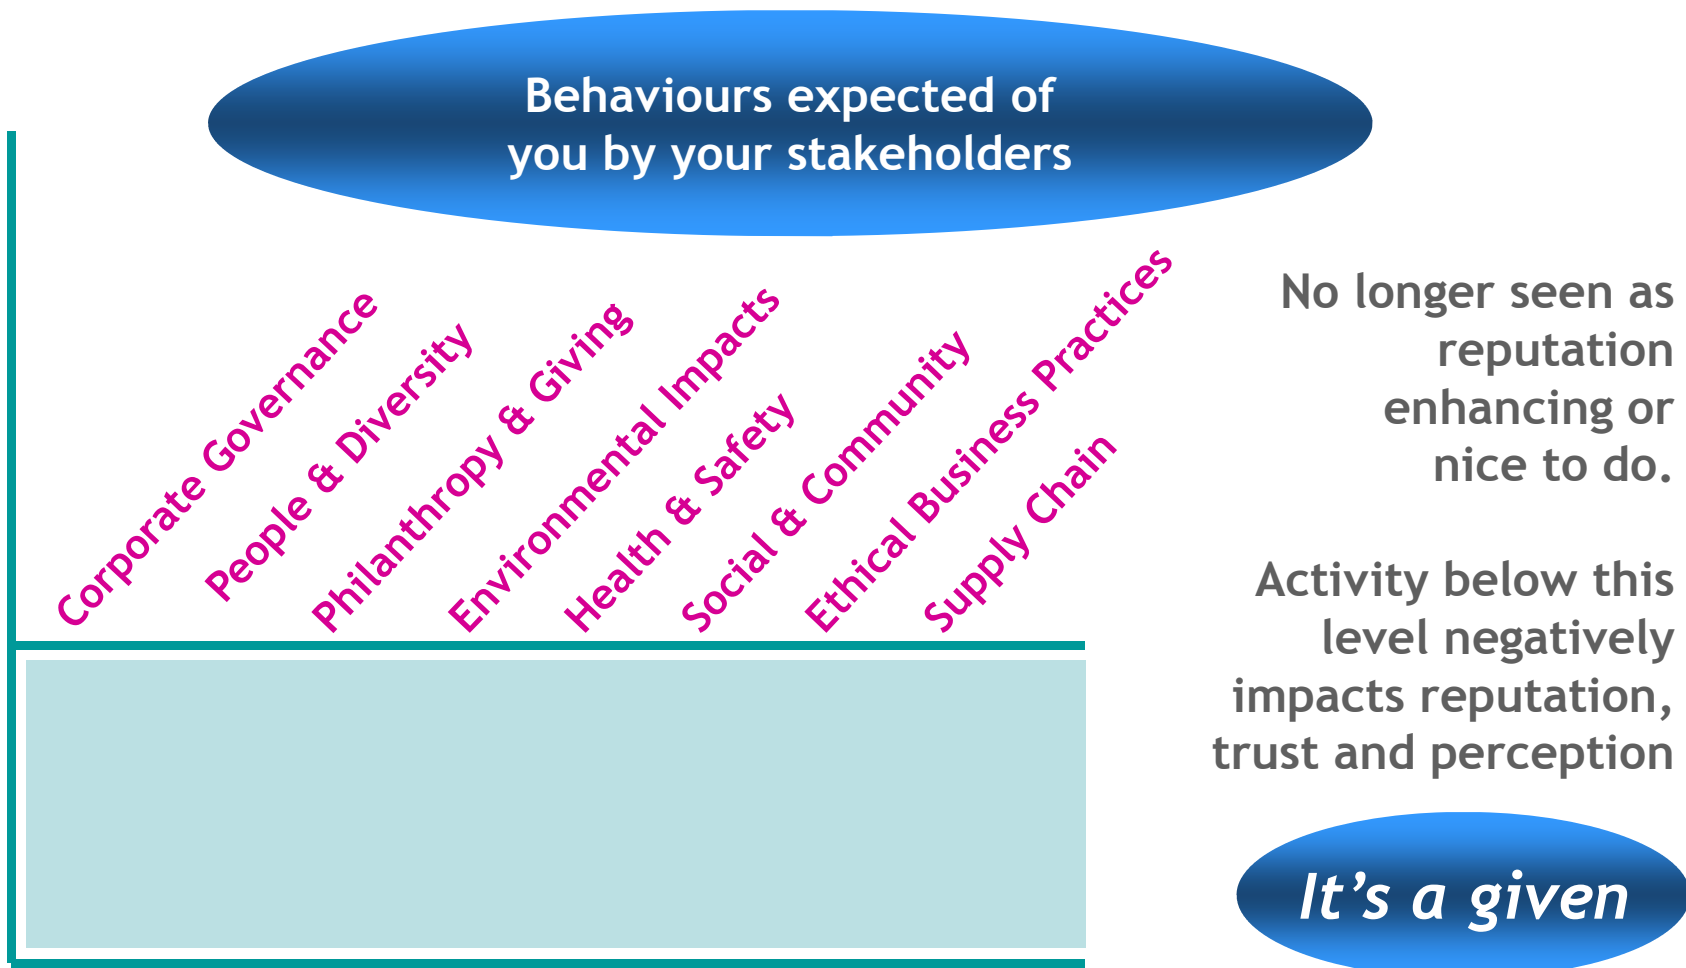 Behaviours expected of
you by your stakeholders
Corporate Governance
People & Diversity
Philanthropy & Giving
Environmental Impacts
Health & Safety
Social & Community
Ethical Business Practices
Supply Chain
No longer seen as
reputation
enhancing or
nice to do.
Activity below this
level negatively
impacts reputation,
trust and perception
It’s a given